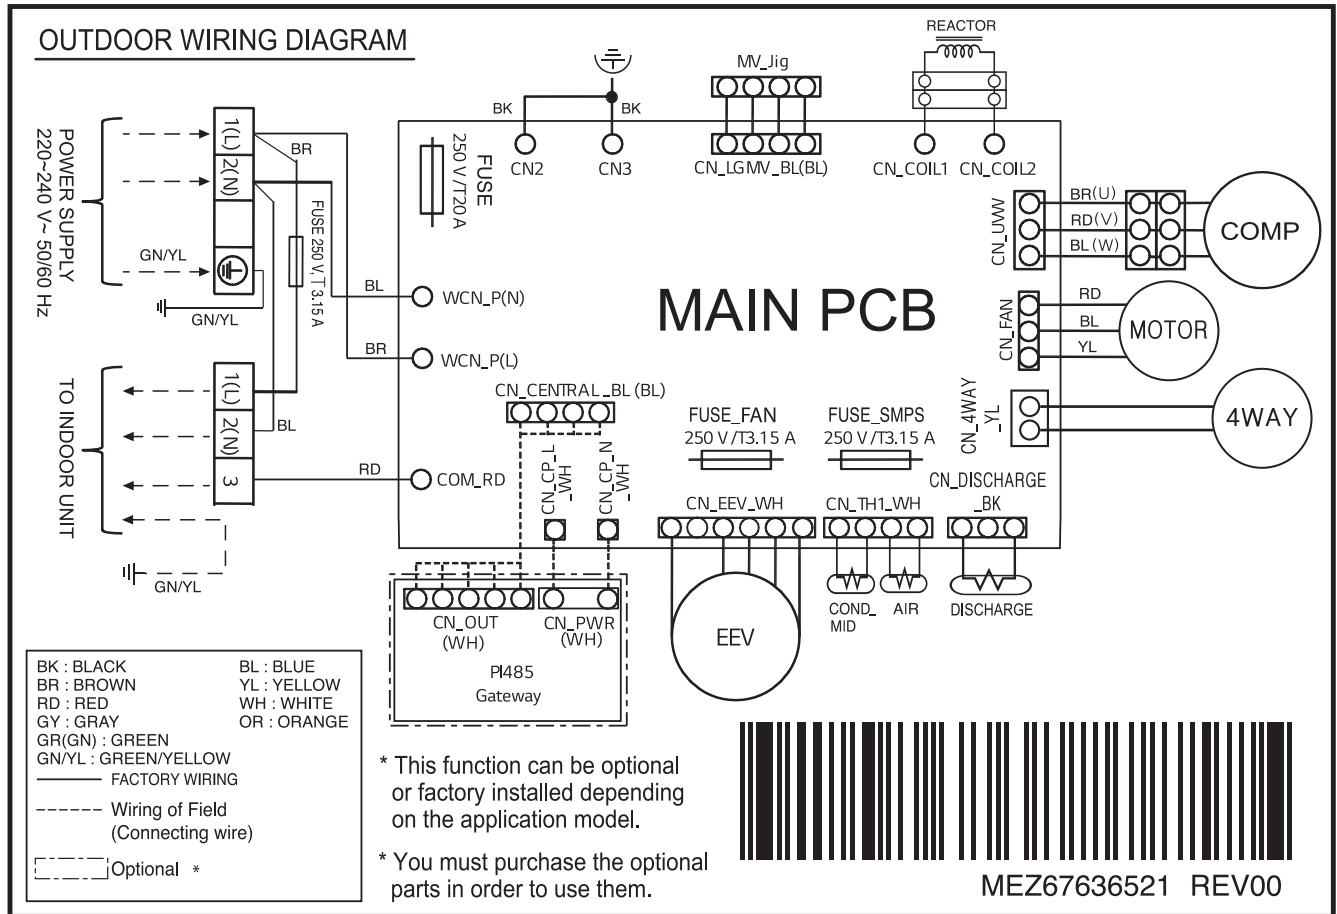 OUTDOOR WIRING DIAGRAM
REACTOR
MV_Jig
BK
BK
POWER SUPPLY
220~240 V~ 50/60 Hz
1(L)
2(N)
BR
FUSE 250 V, T 3.15 A
GN/YL
GN/YL
FUSE
250 V /T20 A
CN2
CN3
CN_LGMV_BL(BL)
CN_COIL1
CN_COIL2
CN_UVW
BR(U)
RD(V)
BL(W)
COMP
MAIN PCB
BL
WCN_P(N)
BR
WCN_P(L)
CN_FAN
RD
BL
YL
MOTOR
TO INDOOR UNIT
1(L)
2(N)
3
BL
RD
COM_RD
GN/YL
CN_CENTRAL_BL (BL)
CN_CP_L
_WH
CN_CP_N
_WH
FUSE_FAN
250 V /T3.15 A
FUSE_SMPS
250 V /T3.15 A
CN_4WAY
_YL
4WAY
CN_EEV_WH
CN_TH1_WH
CN_DISCHARGE
_BK
EEV
COND_
MID
AIR
DISCHARGE
CN_OUT
(WH)
CN_PWR
(WH)
PI485
Gateway
BK : BLACK
BR : BROWN
RD : RED
GY : GRAY
GR(GN) : GREEN
GN/YL : GREEN/YELLOW
BL : BLUE
YL : YELLOW
WH : WHITE
OR : ORANGE
FACTORY WIRING
Wiring of Field
(Connecting wire)
Optional *
* This function can be optional
or factory installed depending
on the application model.
* You must purchase the optional
parts in order to use them.
MEZ67636521 REV00